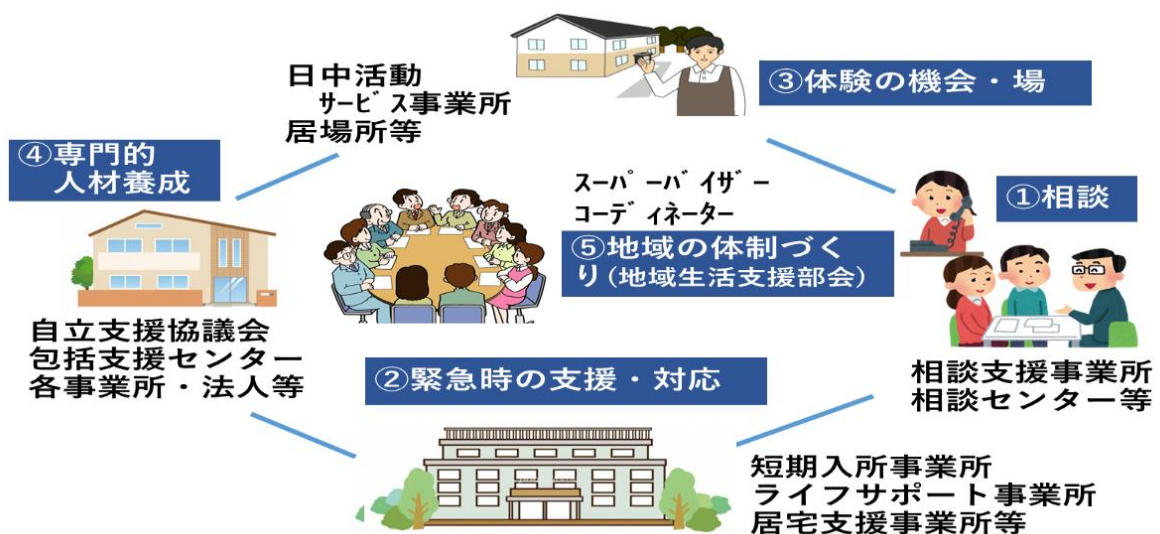 日中活動
サービス事業所
居場所等
③体験の機会・場
④専門的
人材養成
スーパーバイザー
コーディネーター
①相談
⑤地域の体制づく
り(地域生活支援部会)
自立支援協議会
包括支援センター
各事業所・法人等
②緊急時の支援・対応
相談支援事業所
相談センター等
短期入所事業所
ライフサポート事業所
居宅支援事業所等